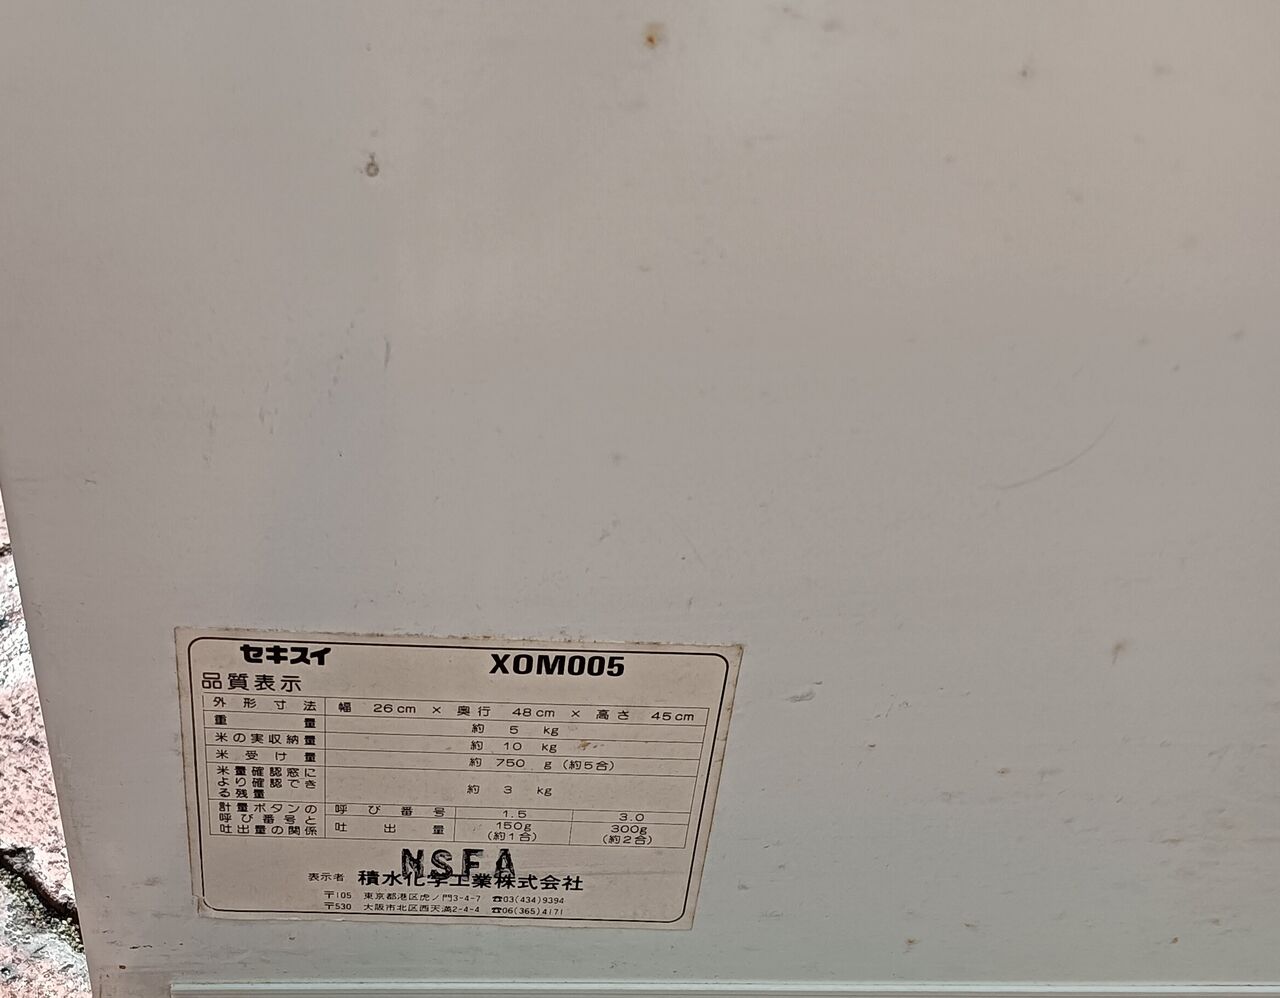 セキスイ XOM005
品質表示
外形寸法 幅 26cm × 奥行 48cm × 高さ 45cm
重量 約 5 kg
米の実収納量 約 10 kg
米受け量 約 750 g (約5合)
米量確認窓により確認できる残量 約 3 kg
計量ボタンの呼び番号と吐出量の関係 呼び番号 1.5 3.0
吐出量 150g (約1合) 300g (約2合)
NSFA
表示者 積水化学工業株式会社
〒105 東京都港区虎ノ門3-4-7 ☎03(434)9394
〒530 大阪市北区西天満2-4-4 ☎06(365)4171